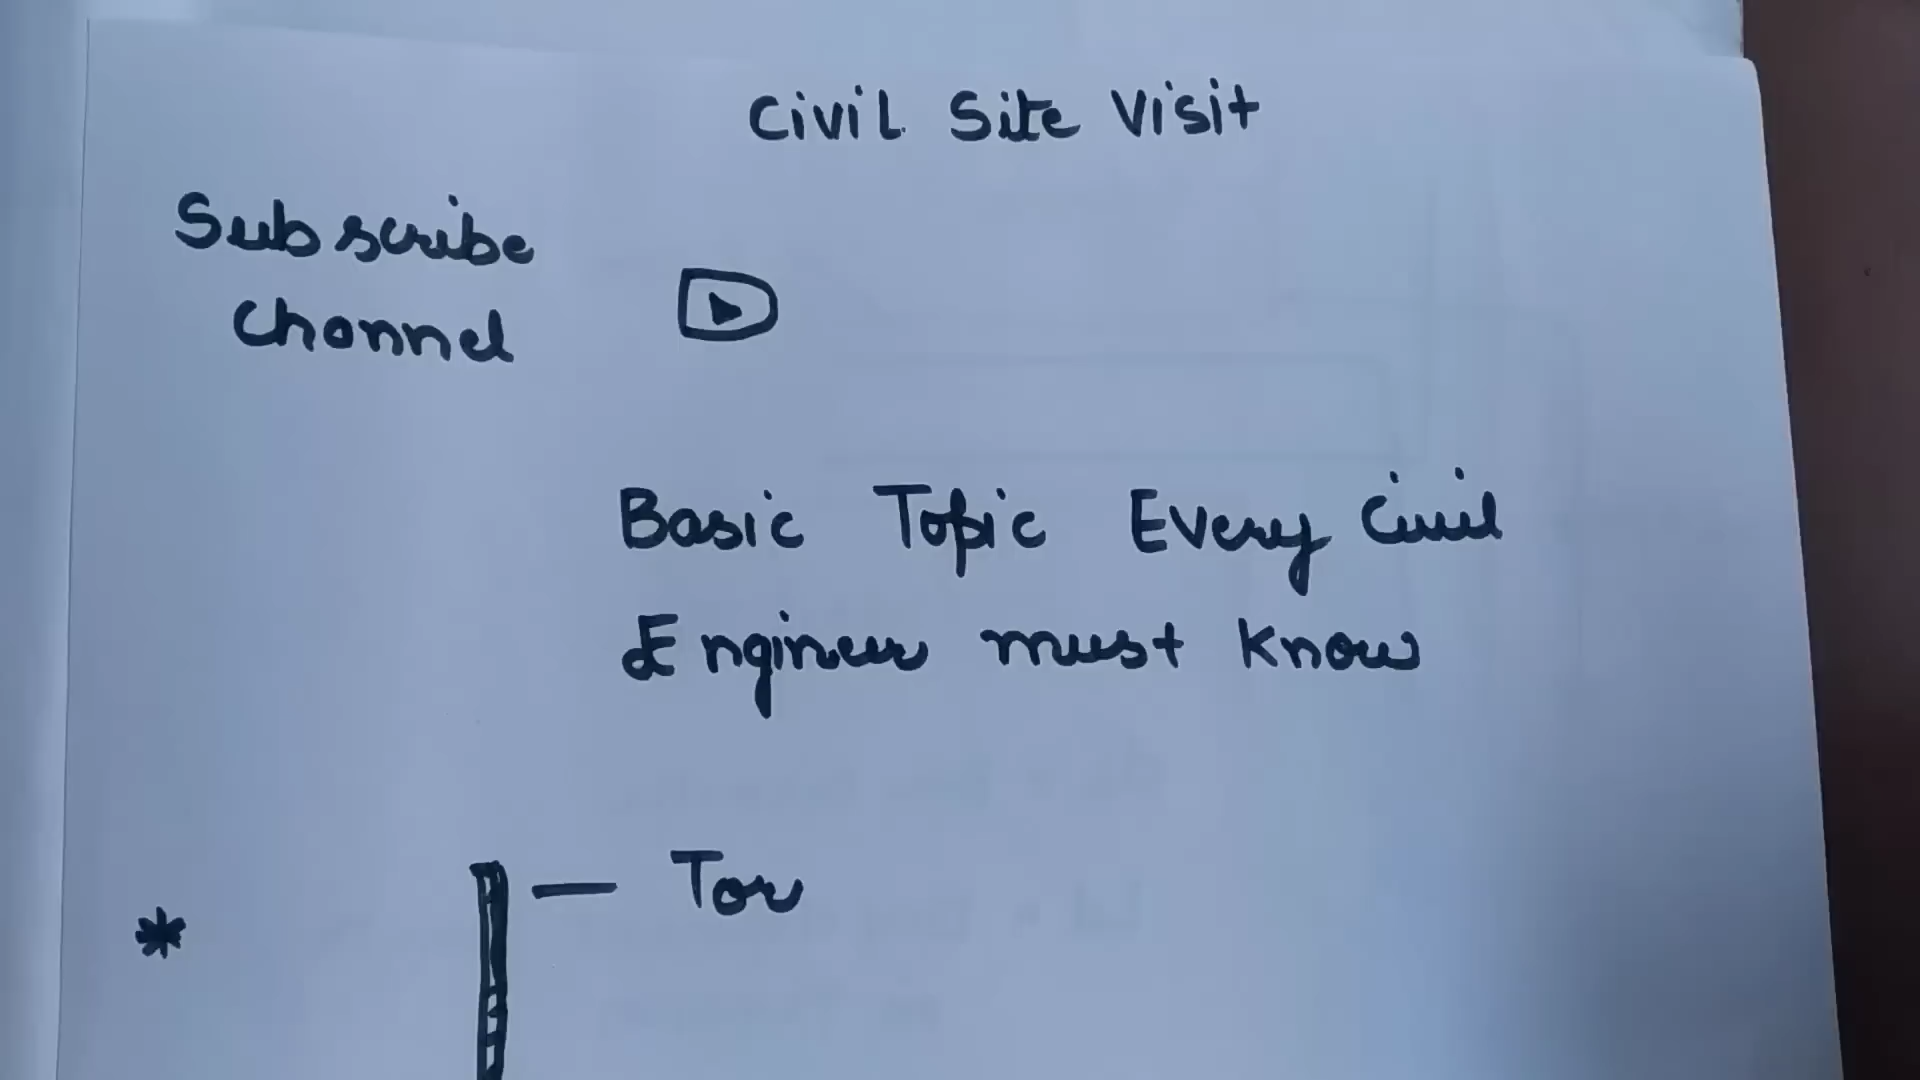 Civil Site Visit
Subscribe
Channel
Basic Topic Every Civil
Engineer must know
* — Tor